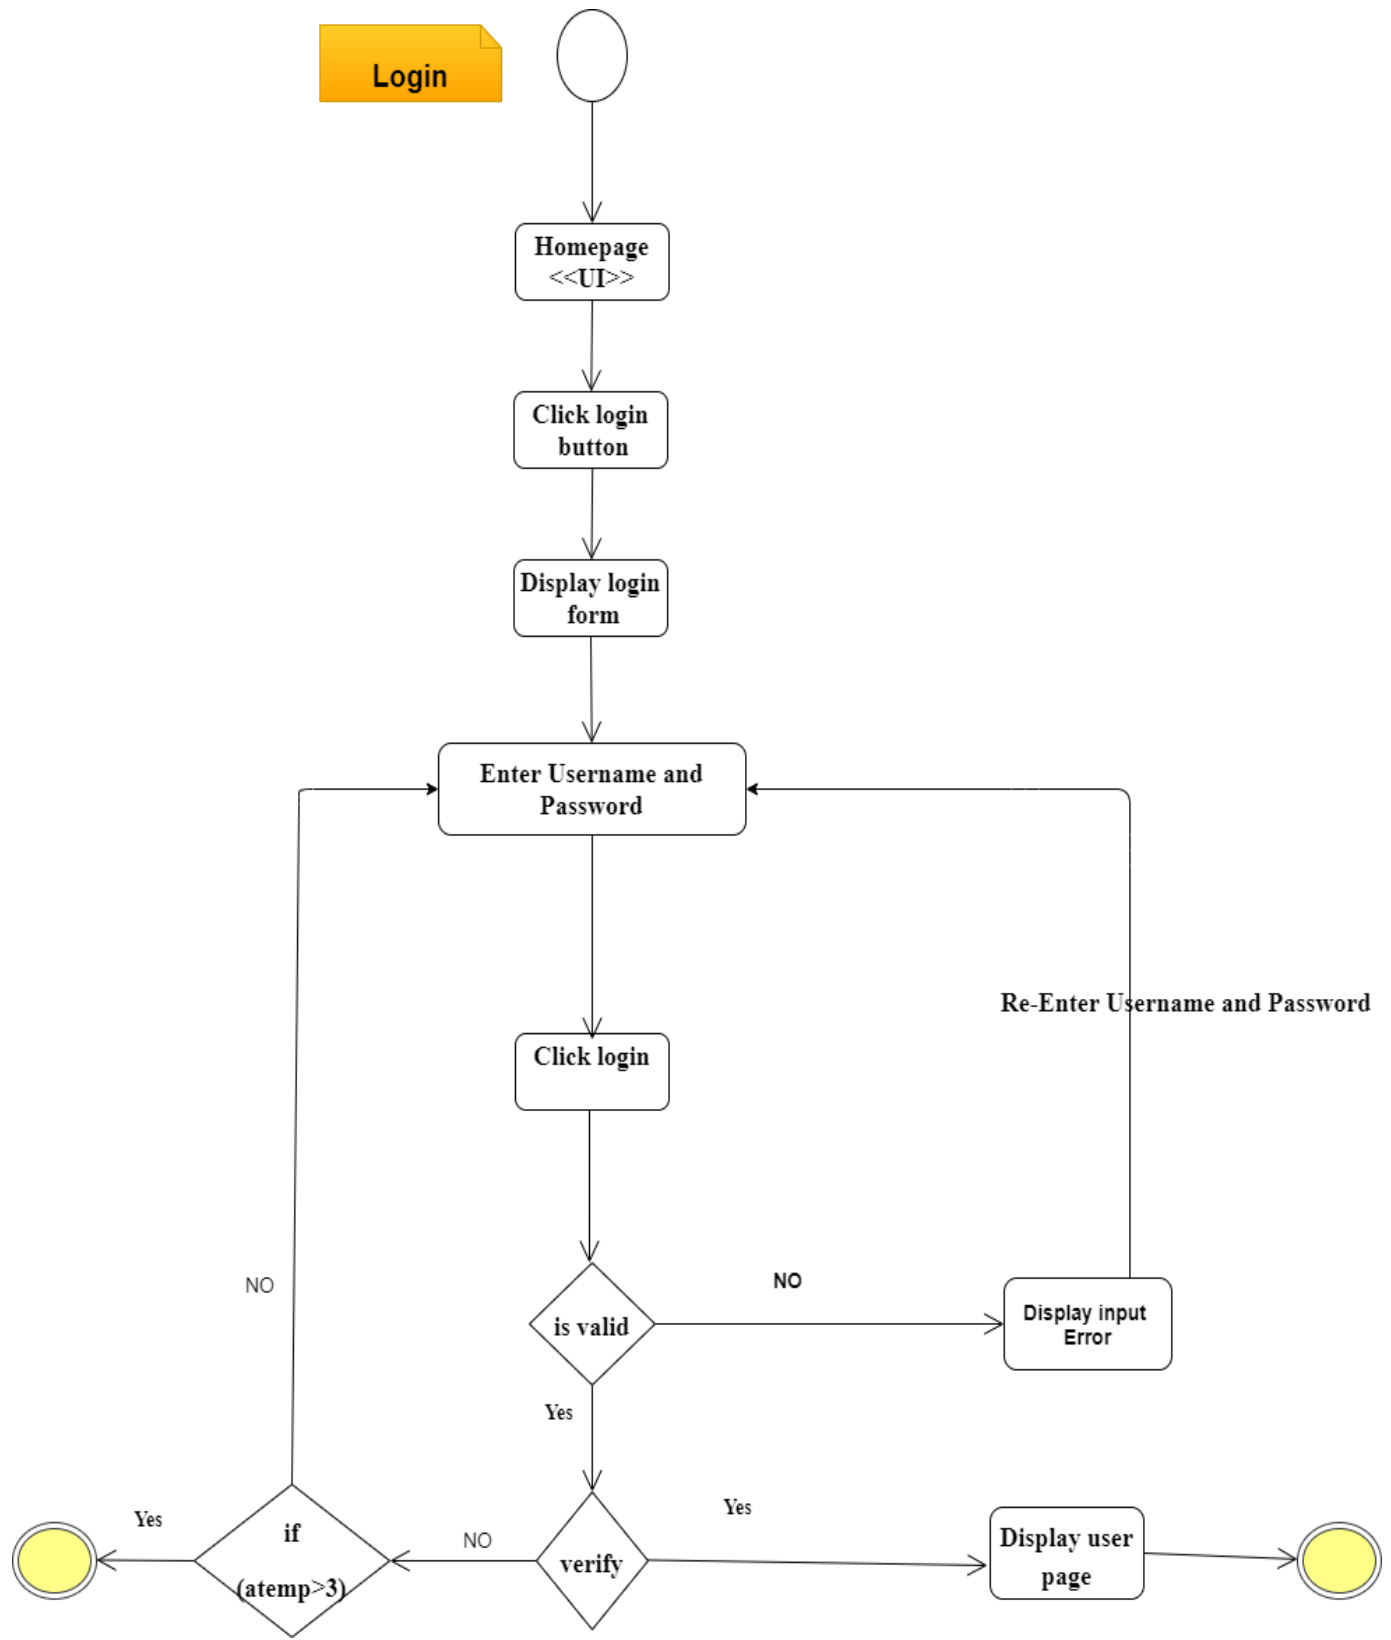 Login
Homepage
<<UI>>
Click login
button
Display login
form
Enter Username and
Password
Re-Enter Username and Password
Click login
NO
NO
is valid
Display input
Error
Yes
Yes
Yes
if
(atemp>3)
NO
verify
Display user
page